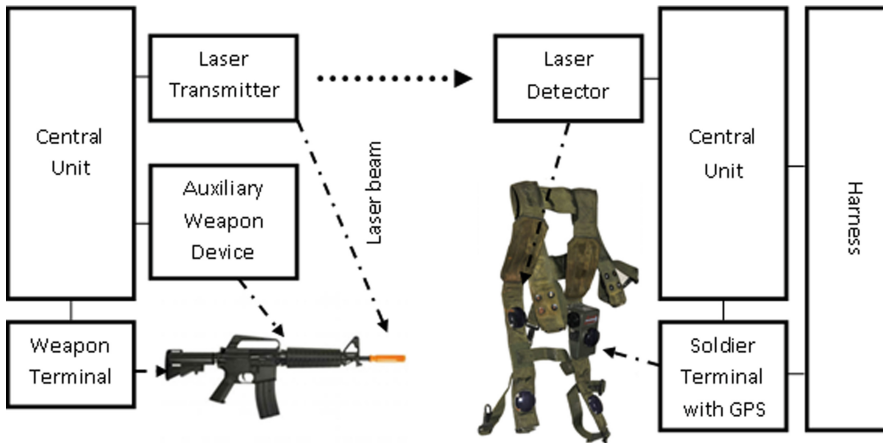 Central
Unit
Laser
Transmitter
Auxiliary
Weapon
Device
Weapon
Terminal
Laser beam
Laser
Detector
Central
Unit
Soldier
Terminal
with GPS
Harness